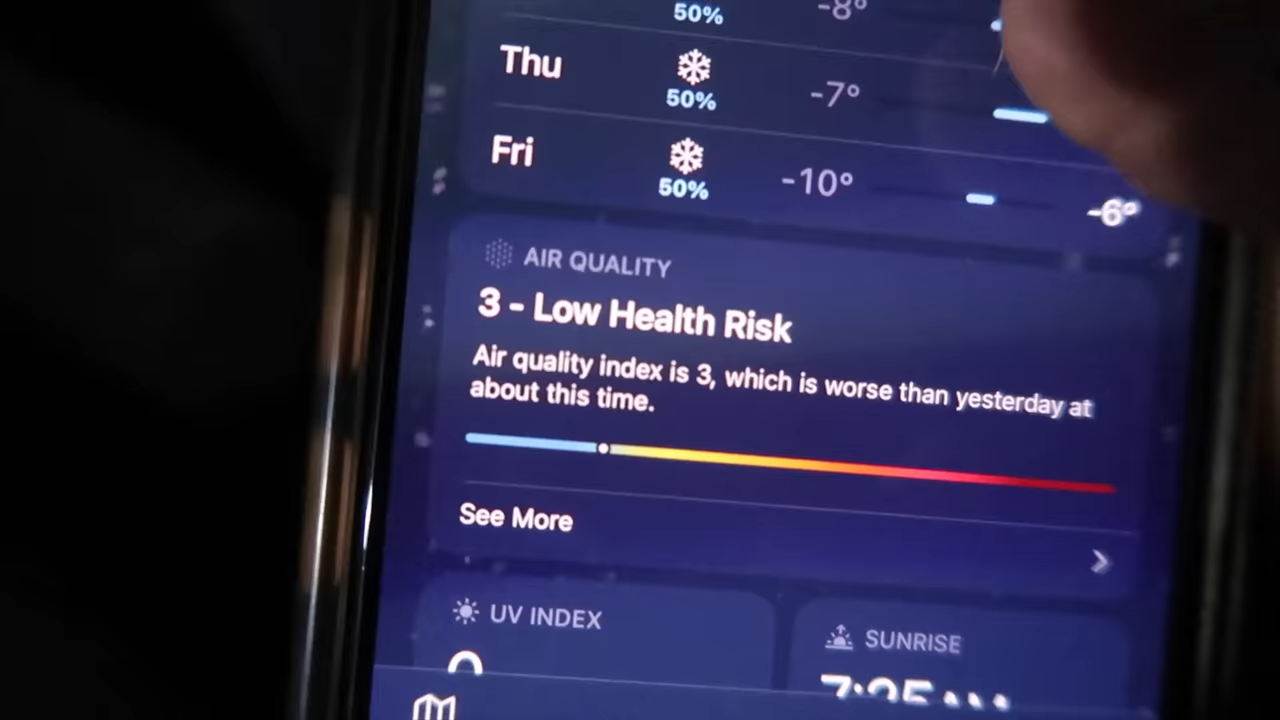 50% -8°
Thu 50% -7°
Fri 50% -10° -6°
AIR QUALITY
3 - Low Health Risk
Air quality index is 3, which is worse than yesterday at
about this time.
See More
UV INDEX
SUNRISE